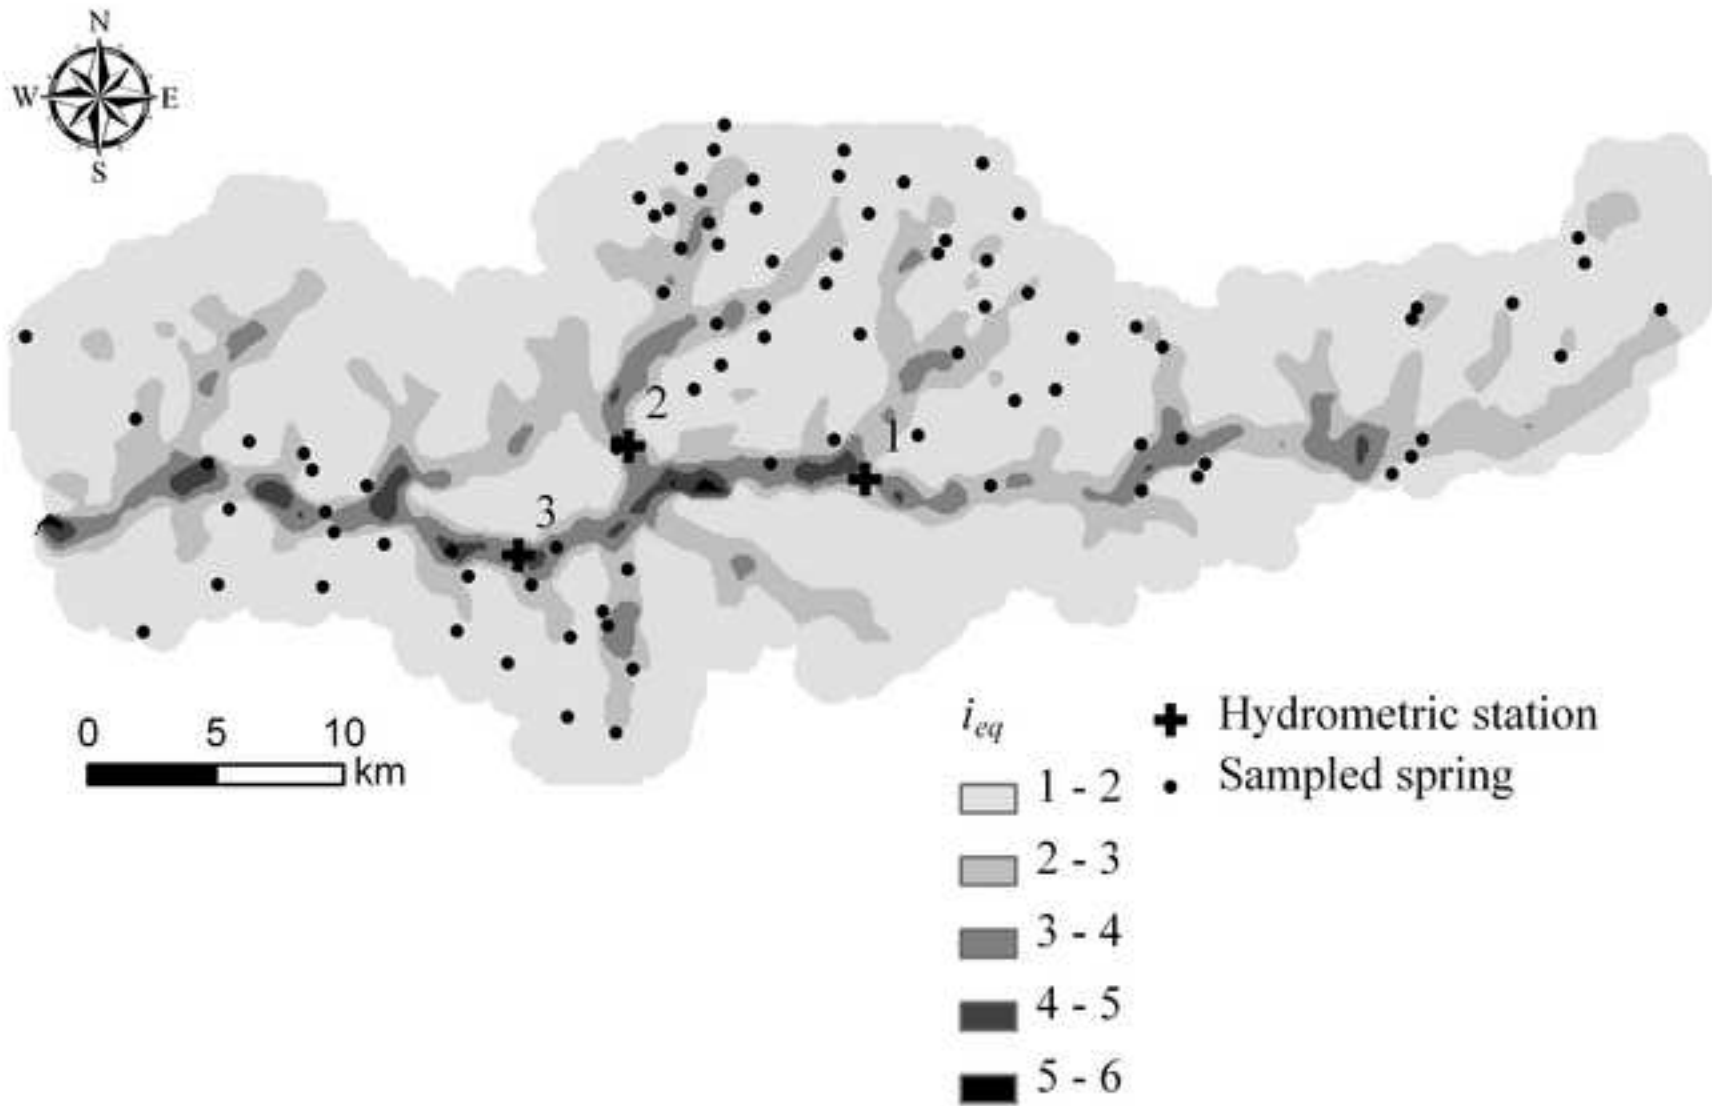 N
W E
S
2
1
3
0 5 10
km
i_eq
Hydrometric station
Sampled spring
1 - 2
2 - 3
3 - 4
4 - 5
5 - 6